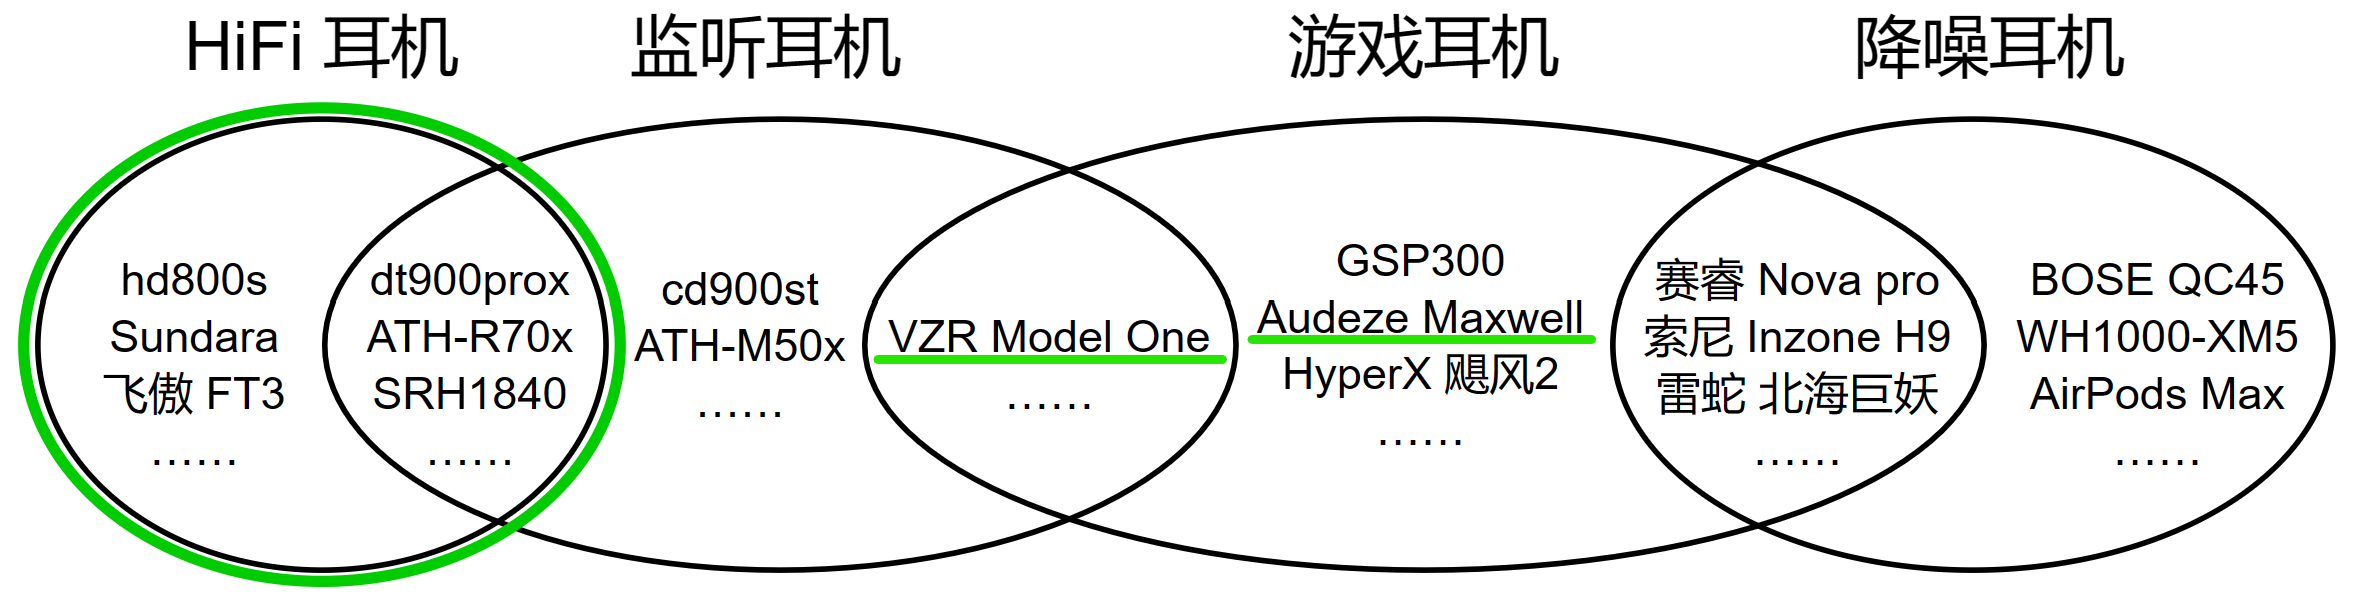 HiFi 耳机
监听耳机
游戏耳机
降噪耳机
hd800s
Sundara
飞傲 FT3
……
dt900prox
ATH-R70x
SRH1840
……
cd900st
ATH-M50x
……
VZR Model One
……
GSP300
Audeze Maxwell
HyperX 飓风2
……
赛睿 Nova pro
索尼 Inzone H9
雷蛇 北海巨妖
……
BOSE QC45
WH1000-XM5
AirPods Max
……